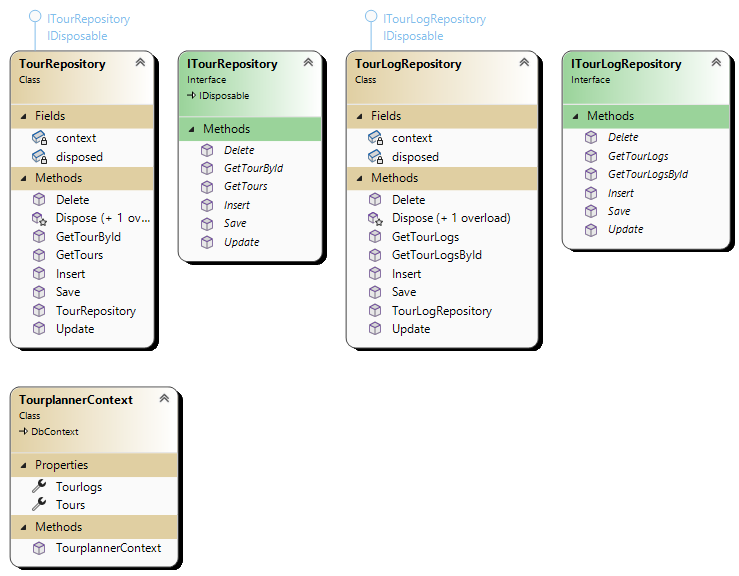 ITourRepository
IDisposable
TourRepository
Class
Fields
context
disposed
Methods
Delete
Dispose (+ 1 ov...
GetTourById
GetTours
Insert
Save
TourRepository
Update
ITourRepository
Interface
IDisposable
Methods
Delete
GetTourById
GetTours
Insert
Save
Update
ITourLogRepository
IDisposable
TourLogRepository
Class
Fields
context
disposed
Methods
Delete
Dispose (+ 1 overload)
GetTourLogs
GetTourLogsById
Insert
Save
TourLogRepository
Update
ITourLogRepository
Interface
Methods
Delete
GetTourLogs
GetTourLogsById
Insert
Save
Update
TourplannerContext
Class
DbContext
Properties
Tourlogs
Tours
Methods
TourplannerContext